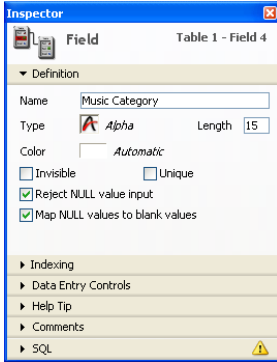 Inspector
Field Table 1 - Field 4
Definition
Name Music Category
Type Alpha Length 15
Color Automatic
Invisible Unique
Reject NULL value input
Map NULL values to blank values
Indexing
Data Entry Controls
Help Tip
Comments
SQL